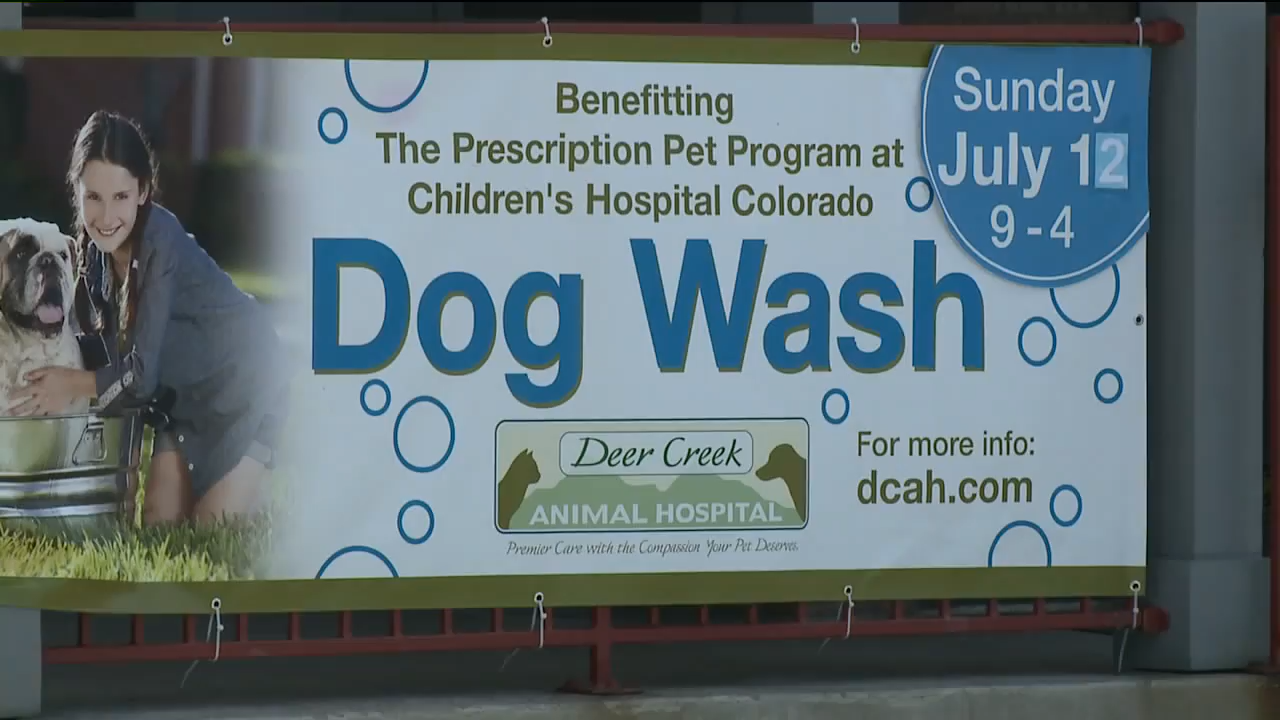 Benefitting
The Prescription Pet Program at
Children's Hospital Colorado
Sunday
July 12
9 - 4
Dog Wash
Deer Creek
ANIMAL HOSPITAL
Premier Care with the Compassion Your Pet Deserves.
For more info:
dcah.com